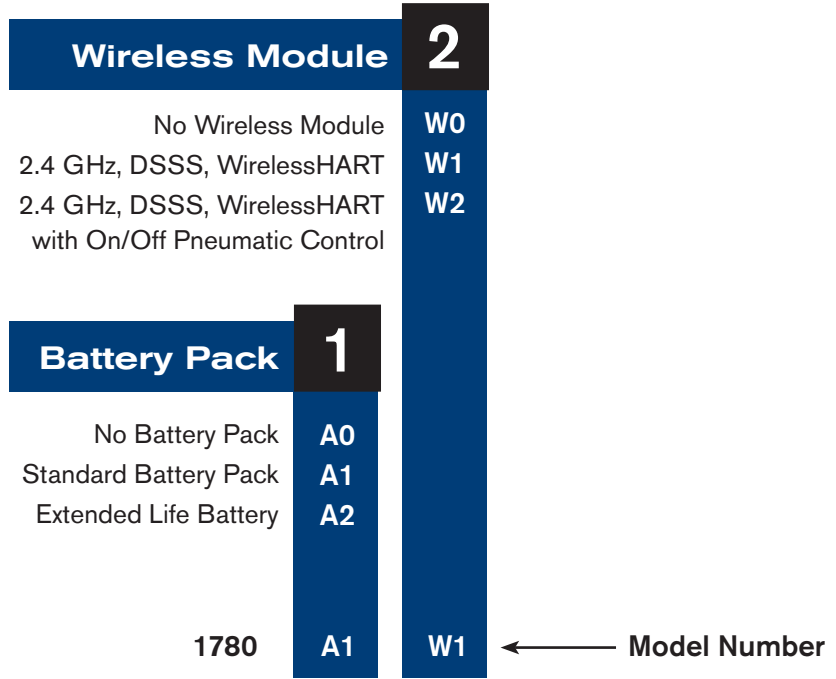 Wireless Module 2
No Wireless Module W0
2.4 GHz, DSSS, WirelessHART W1
2.4 GHz, DSSS, WirelessHART W2
with On/Off Pneumatic Control
Battery Pack 1
No Battery Pack A0
Standard Battery Pack A1
Extended Life Battery A2
1780 A1 W1 Model Number